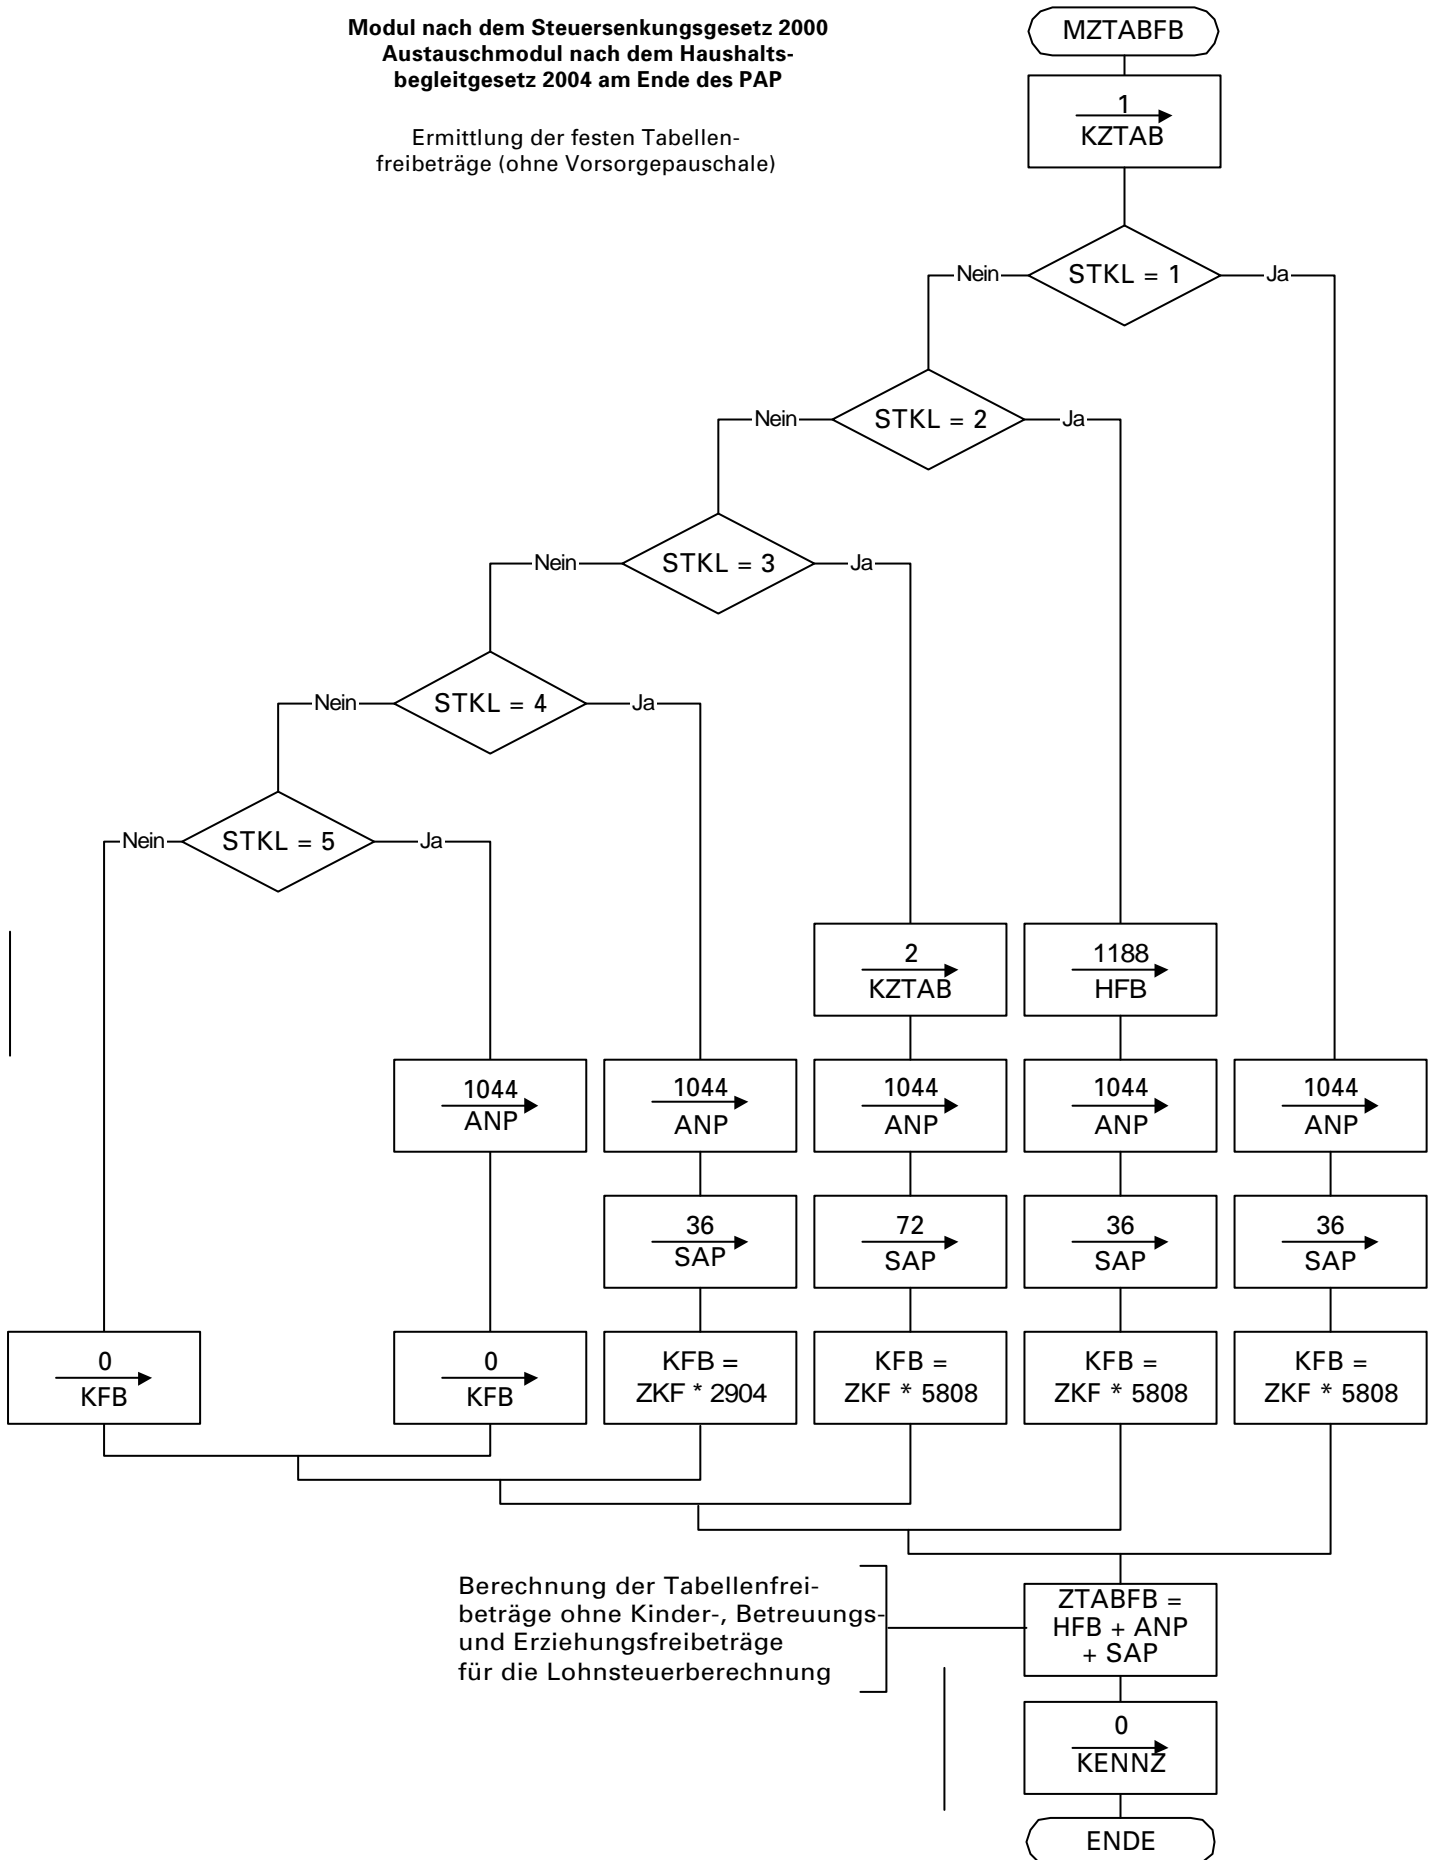 Modul nach dem Steuersenkungsgesetz 2000
Austauschmodul nach dem Haushalts-
begleitgesetz 2004 am Ende des PAP
Ermittlung der festen Tabellen-
freibeträge (ohne Vorsorgepauschale)
MZTABFB
1
KZTAB
Nein
STKL = 1
Ja
Nein
STKL = 2
Ja
Nein
STKL = 3
Ja
Nein
STKL = 4
Ja
Nein
STKL = 5
Ja
2
KZTAB
1188
HFB
1044
ANP
1044
ANP
1044
ANP
1044
ANP
1044
ANP
36
SAP
72
SAP
36
SAP
36
SAP
0
KFB
0
KFB
KFB =
ZKF * 2904
KFB =
ZKF * 5808
KFB =
ZKF * 5808
KFB =
ZKF * 5808
Berechnung der Tabellenfrei-
beträge ohne Kinder-, Betreuungs-
und Erziehungsfreibeträge
für die Lohnsteuerberechnung
ZTABFB =
HFB + ANP
+ SAP
0
KENNZ
ENDE